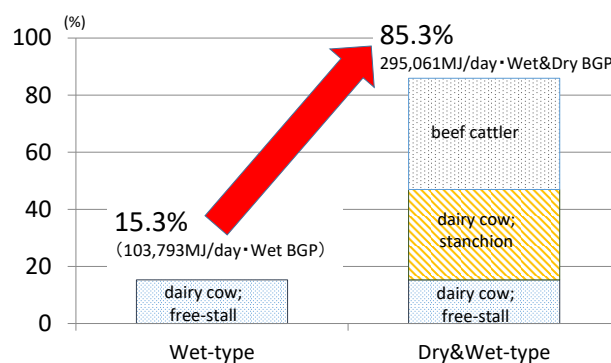 (%)
100
80
60
40
20
0
85.3%
295,061MJ/day・Wet&Dry BGP
beef cattler
15.3%
（103,793MJ/day・Wet BGP）
dairy cow;
stanchion
dairy cow;
free-stall
dairy cow;
free-stall
Wet-type
Dry&Wet-type